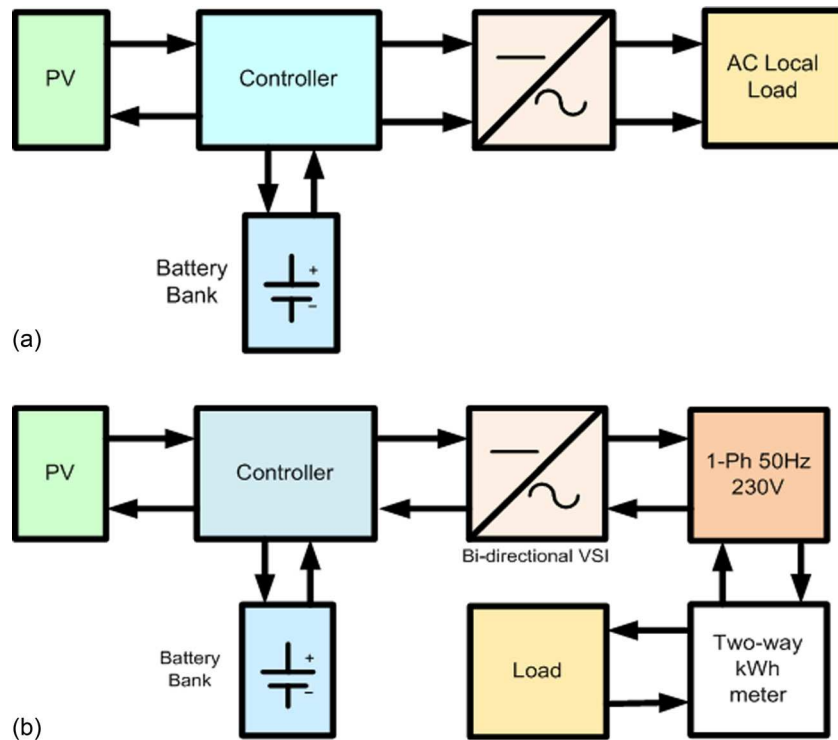 PV
Controller
AC Local
Load
Battery
Bank
+
−
(a)
PV
Controller
1-Ph 50Hz
230V
Bi-directional VSI
Battery
Bank
+
−
Load
Two-way
kWh
meter
(b)